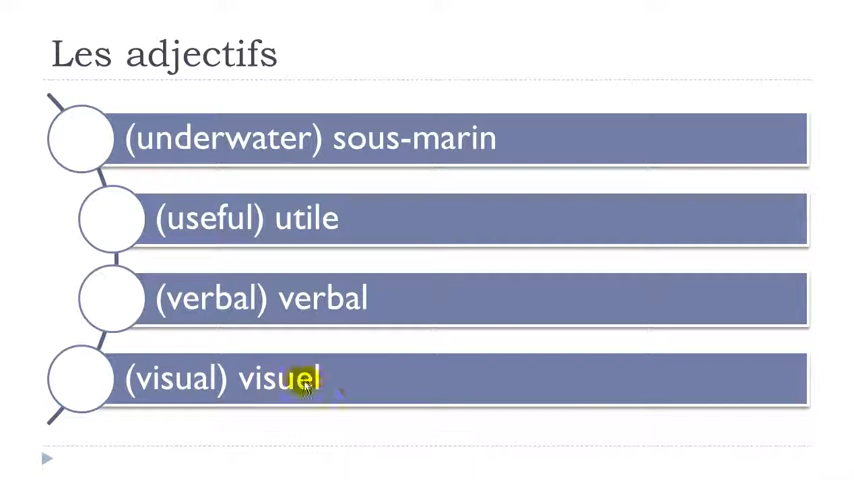 Les adjectifs
(underwater) sous-marin
(useful) utile
(verbal) verbal
(visual) visuel